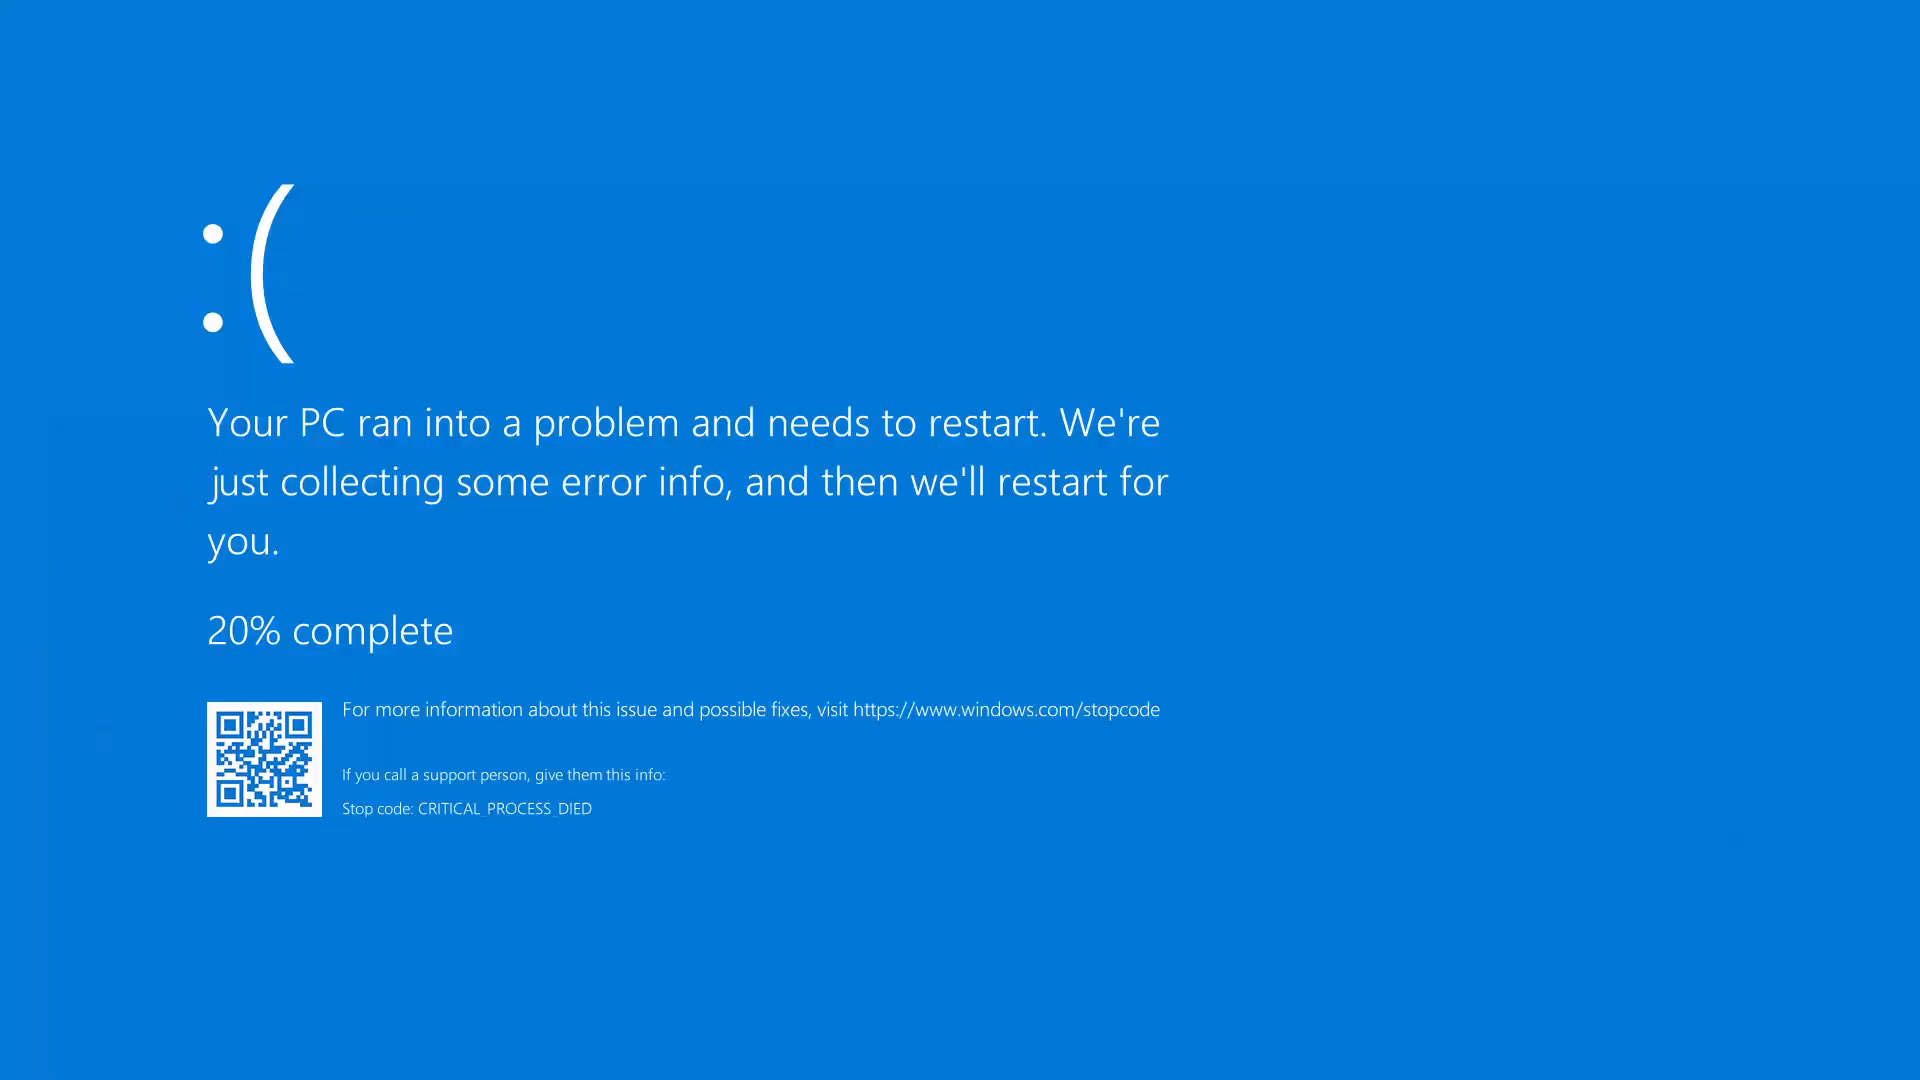 :(
Your PC ran into a problem and needs to restart. We're
just collecting some error info, and then we'll restart for
you.
20% complete
For more information about this issue and possible fixes, visit https://www.windows.com/stopcode
If you call a support person, give them this info:
Stop code: CRITICAL_PROCESS_DIED